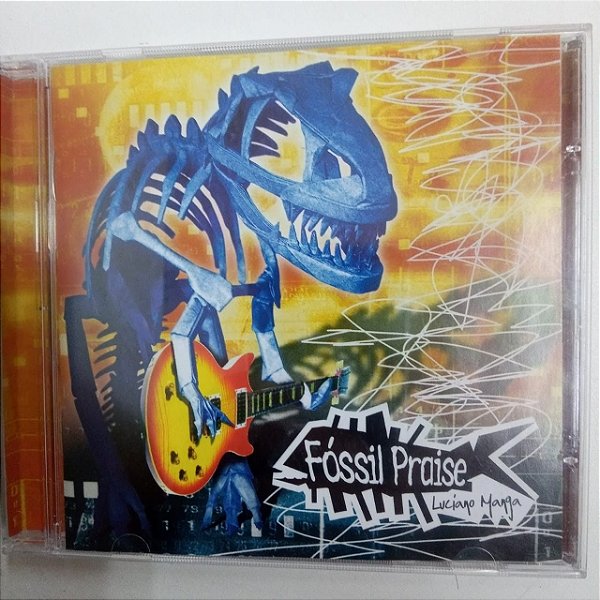 Fóssil Praise
Luciano Manga